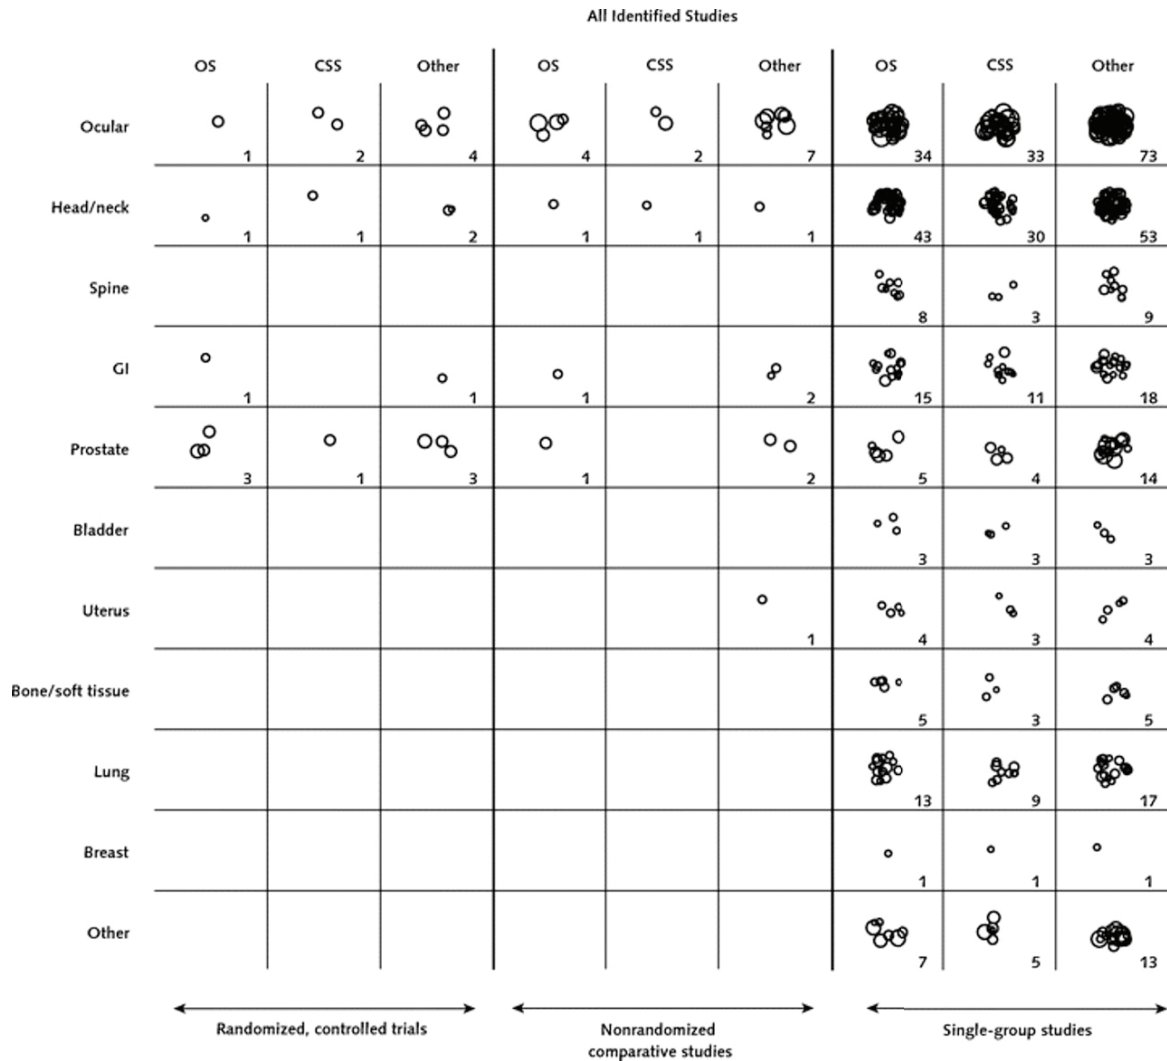 All Identified Studies
OS CSS Other OS CSS Other OS CSS Other
Ocular 1 2 4 4 2 7 34 33 73
Head/neck 1 1 2 1 1 1 43 30 53
Spine 8 3 9
GI 1 1 1 2 15 11 18
Prostate 3 1 3 1 2 5 4 14
Bladder 3 3 3
Uterus 1 4 3 4
Bone/soft tissue 5 3 5
Lung 13 9 17
Breast 1 1 1
Other 7 5 13
Randomized, controlled trials Nonrandomized Single-group studies
comparative studies